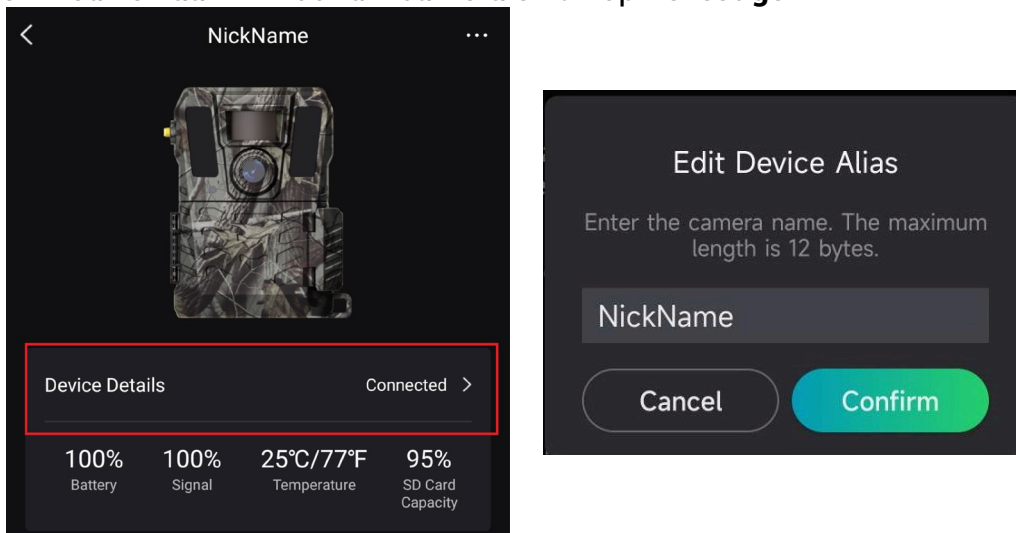 NickName
Device Details
Connected
100%
Battery
100%
Signal
25°C/77°F
Temperature
95%
SD Card
Capacity
Edit Device Alias
Enter the camera name. The maximum
length is 12 bytes.
NickName
Cancel
Confirm